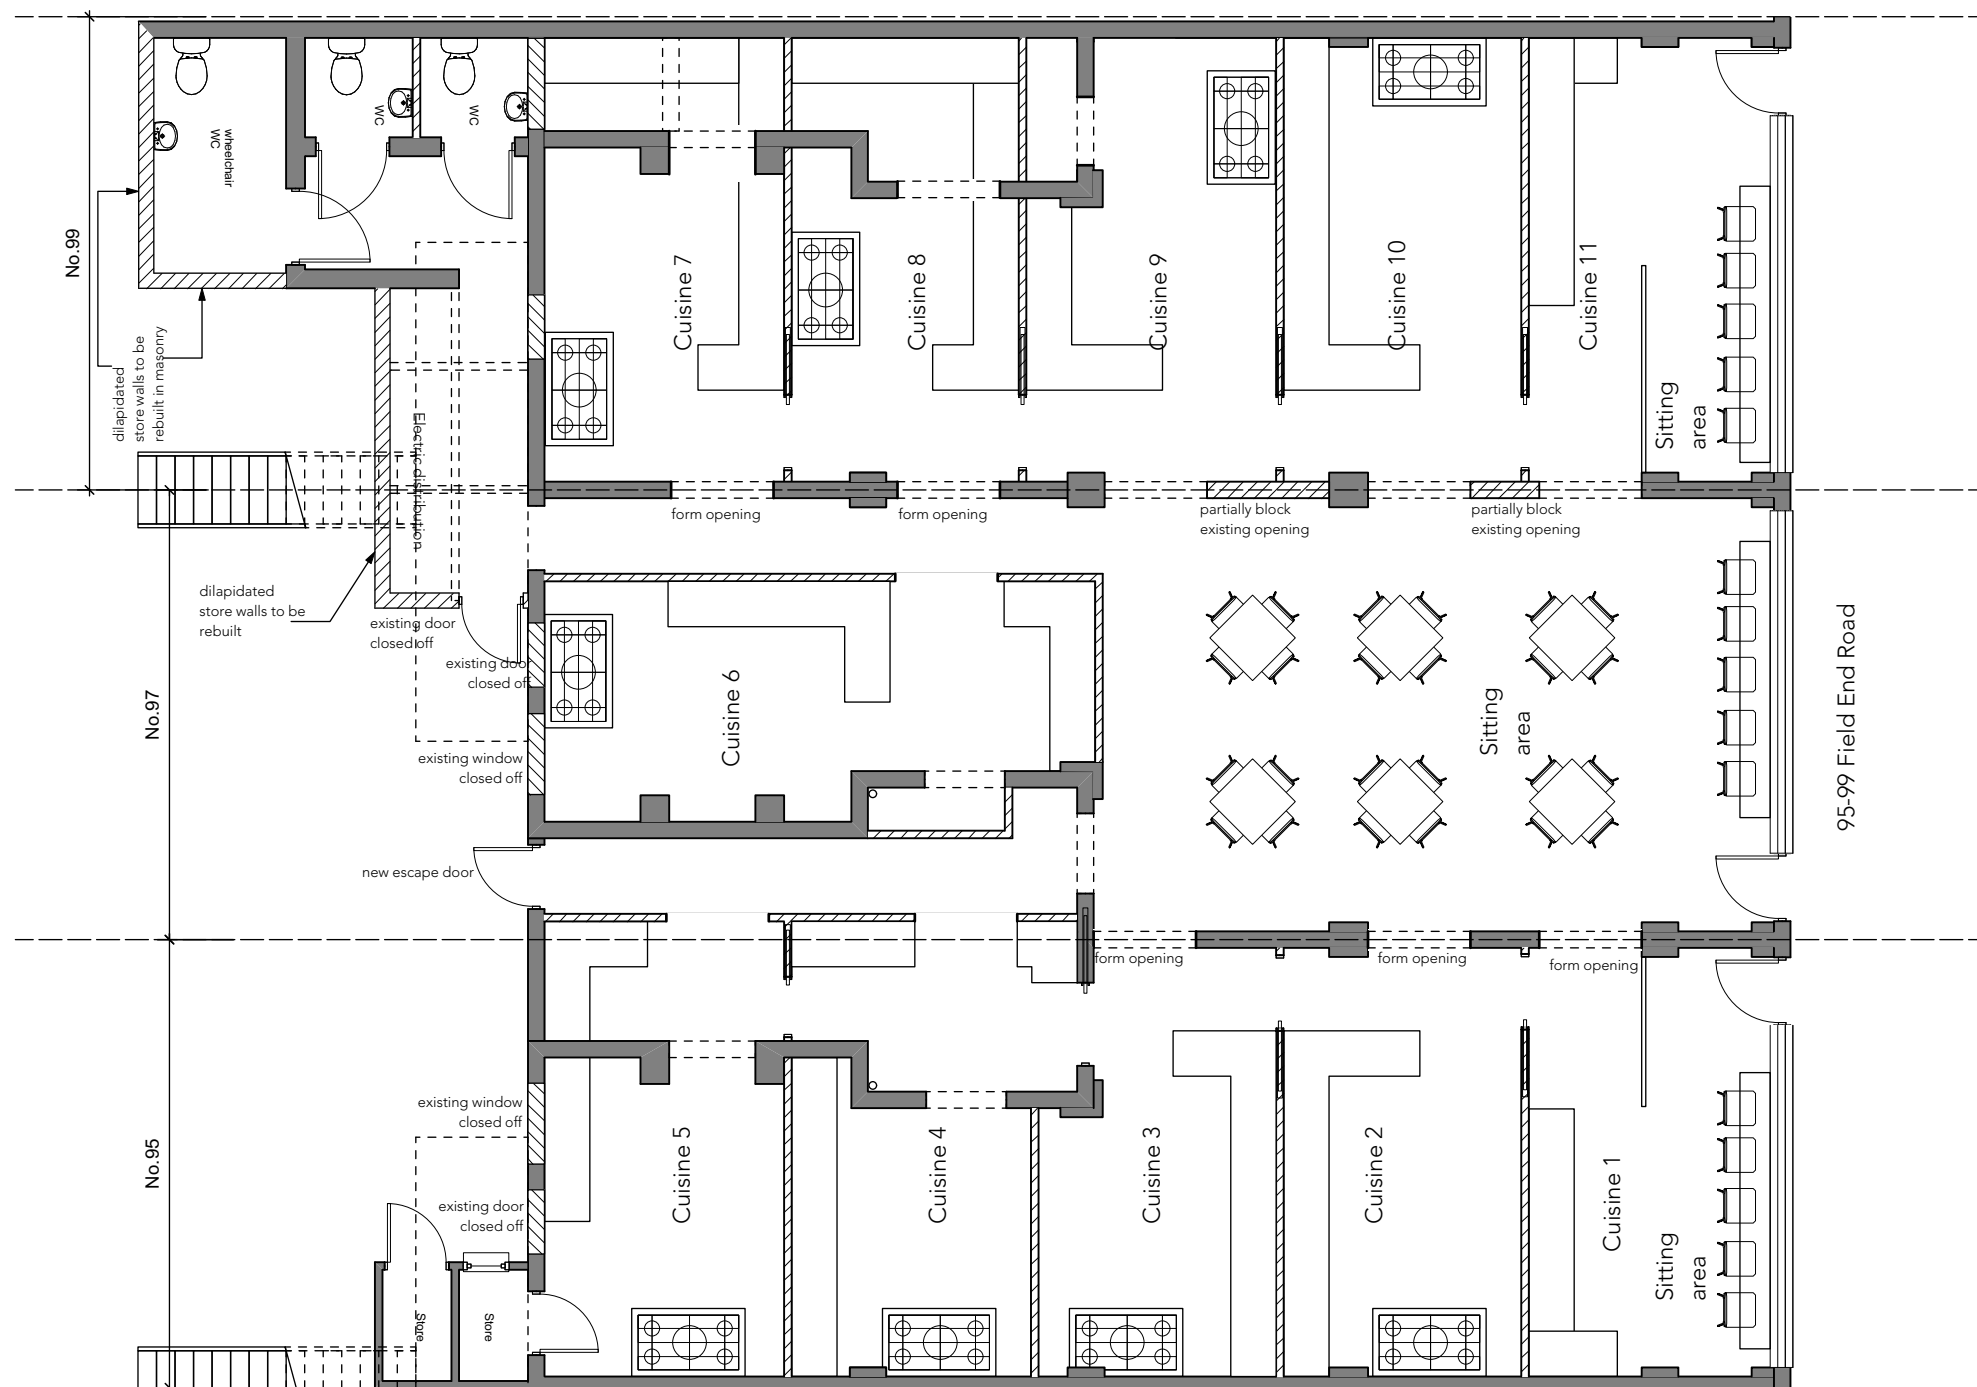 No.99
No.97
No.95
wheelchair
WC
WC
WC
dilapidated
store walls to be
rebuilt in masonry
Electric distribution
dilapidated
store walls to be
rebuilt
existing door
closed off
existing door
closed off
existing window
closed off
new escape door
existing window
closed off
existing door
closed off
Store
Store
Cuisine 7
Cuisine 8
Cuisine 9
Cuisine 10
Cuisine 11
Sitting
area
form opening
form opening
partially block
existing opening
partially block
existing opening
Cuisine 6
Sitting
area
form opening
form opening
form opening
Cuisine 5
Cuisine 4
Cuisine 3
Cuisine 2
Cuisine 1
Sitting
area
95-99 Field End Road